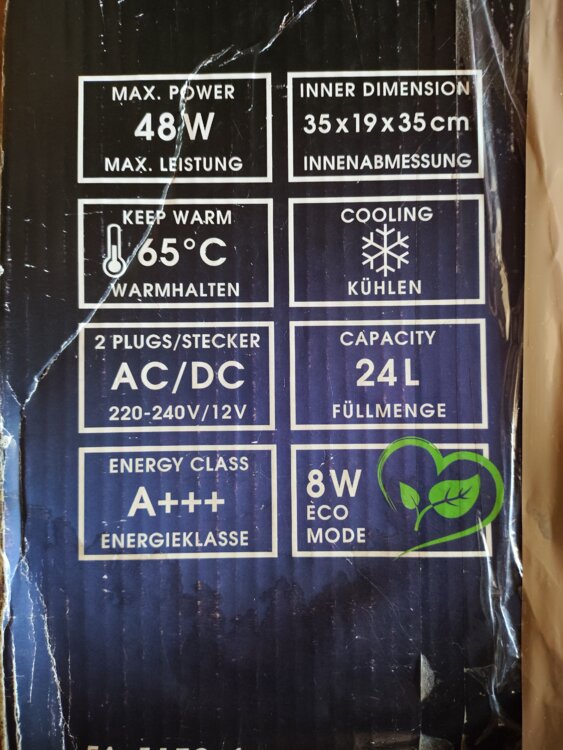 MAX. POWER
48W
MAX. LEISTUNG
INNER DIMENSION
35x19x35cm
INNENABMESSUNG
KEEP WARM
65°C
WARMHALTEN
COOLING
KÜHLEN
2 PLUGS/STECKER
AC/DC
220-240V/12V
CAPACITY
24L
FÜLLMENGE
ENERGY CLASS
A+++
ENERGIEKLASSE
8W
ECO
MODE